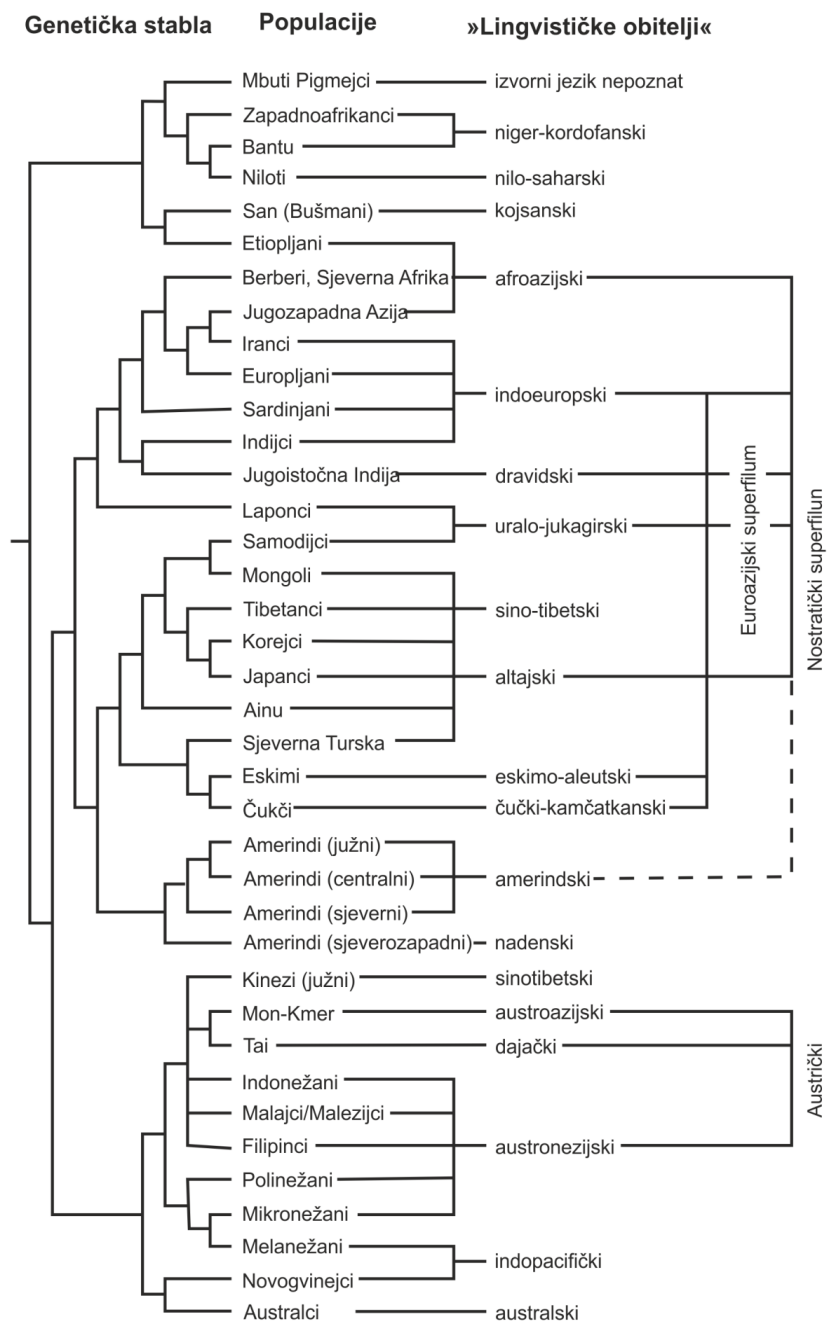 Genetička stabla Populacije »Lingvističke obitelji«
Mbuti Pigmejci izvorni jezik nepoznat
Zapadnoafrikanci
niger-kordofanski
Bantu
Niloti nilo-saharski
San (Bušmani) kojsanski
Etiopljani
Berberi, Sjeverna Afrika afroazijski
Jugozapadna Azija
Iranci
Europljani
indoeuropski
Sardinjani
Indijci
Jugoistočna Indija dravidski
Laponci
uralo-jukagirski
Samodijci
Mongoli
Tibetanci sino-tibetski
Korejci
Japanci altajski
Ainu
Sjeverna Turska
Eskimi eskimo-aleutski
Čukči čučki-kamčatkanski
Euroazijski superfilum
Nostratički superfilun
Amerindi (južni)
Amerindi (centralni) amerindski
Amerindi (sjeverni)
Amerindi (sjeverozapadni) nadenski
Kinezi (južni) sinotibetski
Mon-Kmer austroazijski
Tai dajački
Indonežani
Malajci/Malezijci
Filipinci austronezijski
Austrički
Polinežani
Mikronežani
Melanežani
indopacifički
Novogvinejci
Australci australski